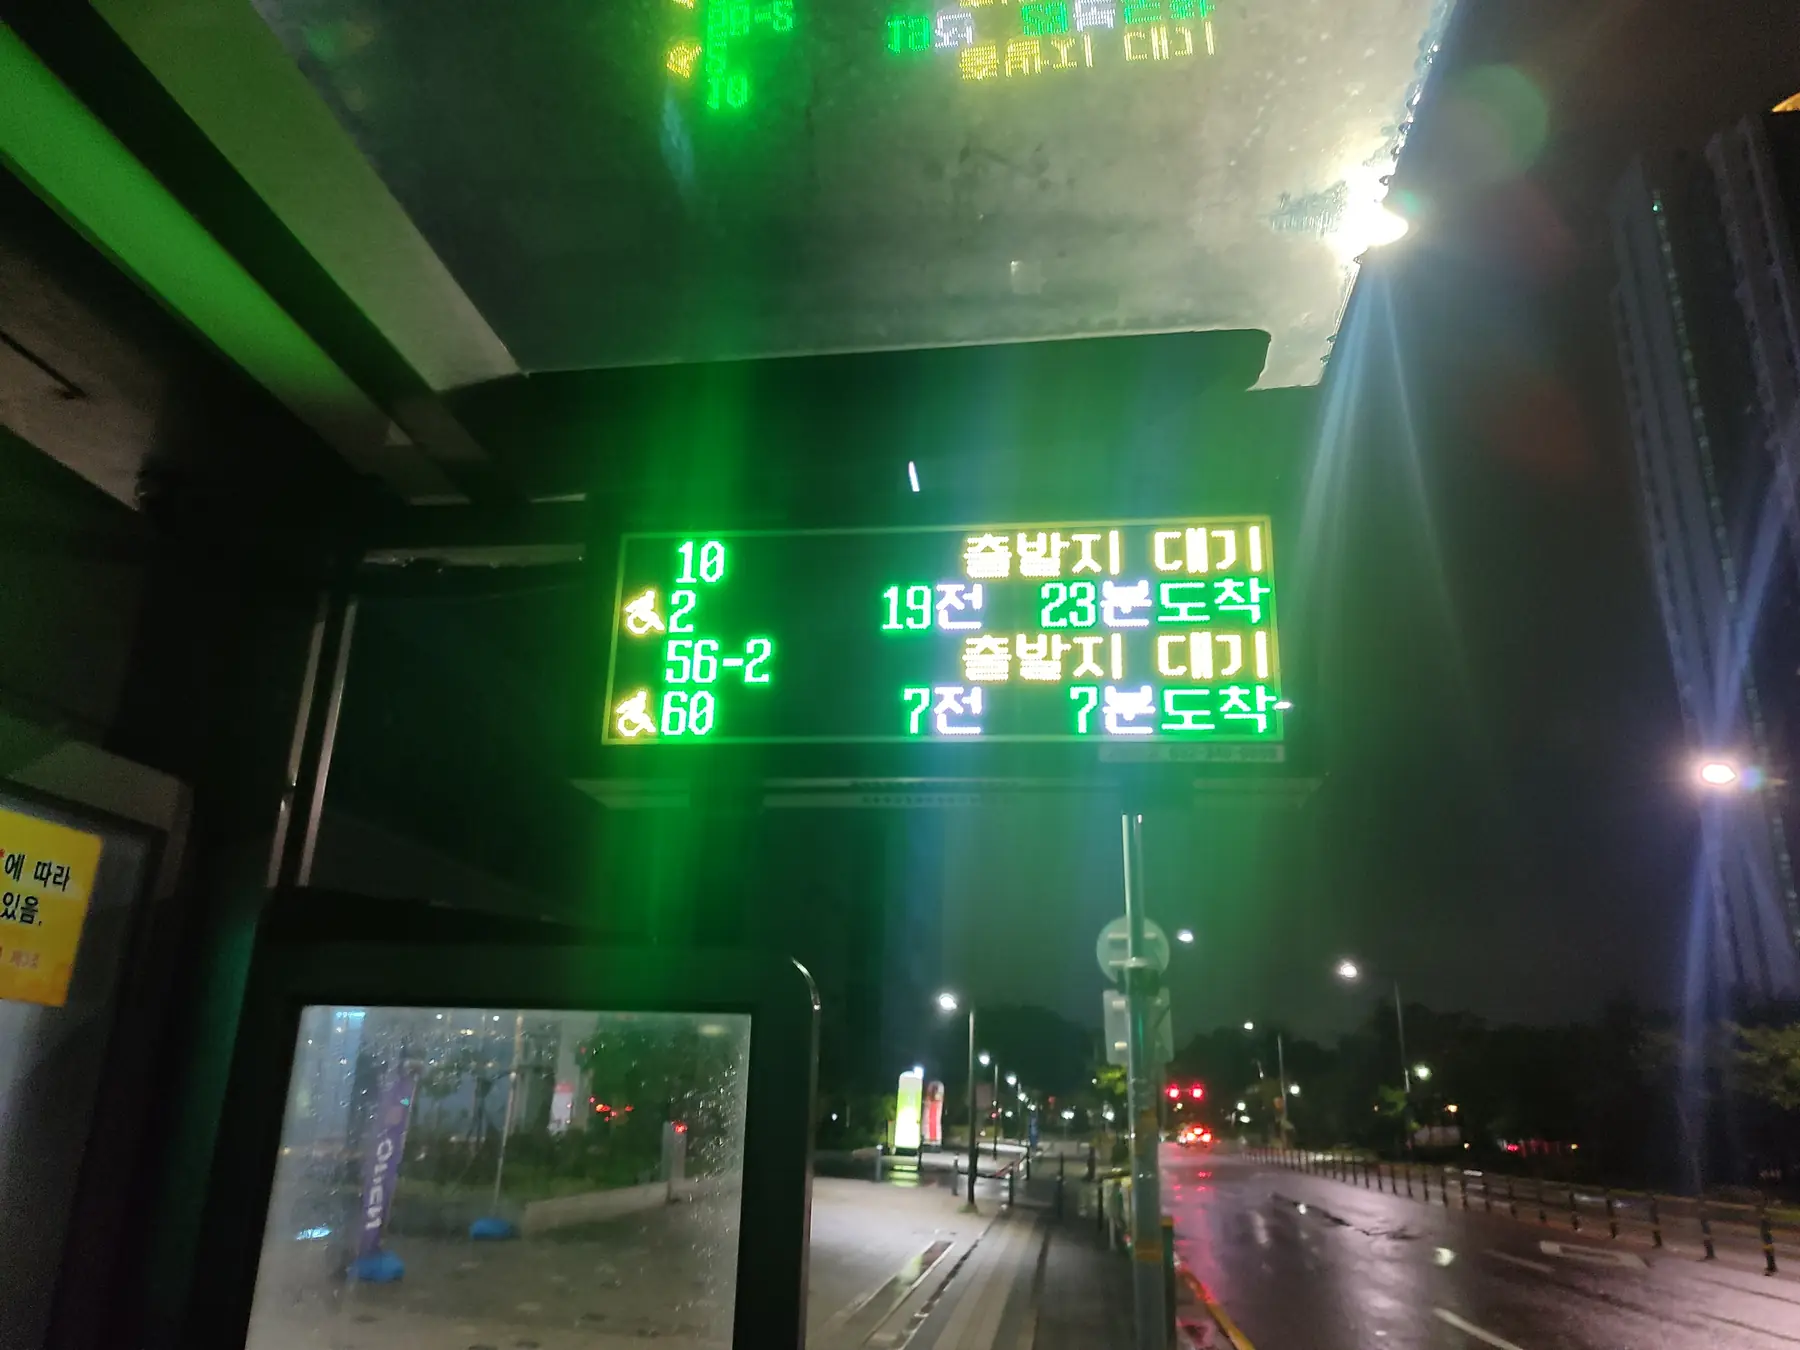 10 출발지 대기
2 19전 23분도착
56-2 출발지 대기
60 7전 7분도착
에 따라
있음.